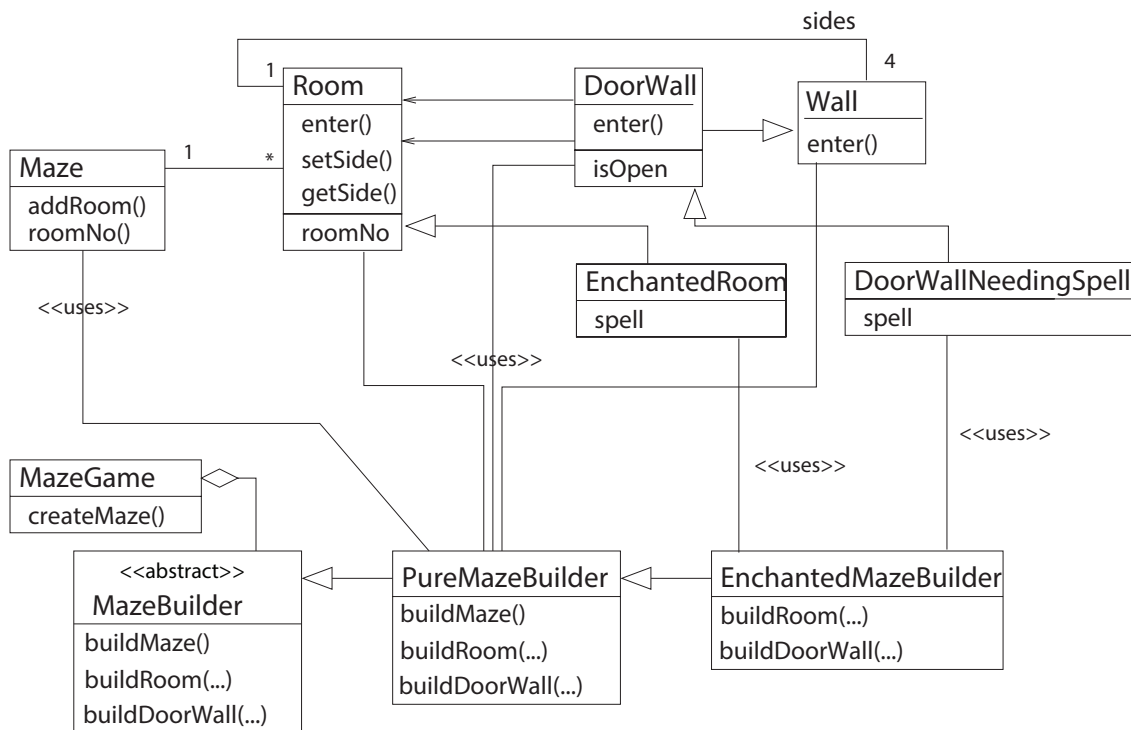 sides
1
4
Room
enter()
setSide()
getSide()
roomNo
DoorWall
enter()
isOpen
Wall
enter()
Maze
addRoom()
roomNo()
1
*
<<uses>>
EnchantedRoom
spell
DoorWallNeedingSpell
spell
<<uses>>
<<uses>>
<<uses>>
MazeGame
createMaze()
<<abstract>>
MazeBuilder
buildMaze()
buildRoom(...)
buildDoorWall(...)
PureMazeBuilder
buildMaze()
buildRoom(...)
buildDoorWall(...)
EnchantedMazeBuilder
buildRoom(...)
buildDoorWall(...)